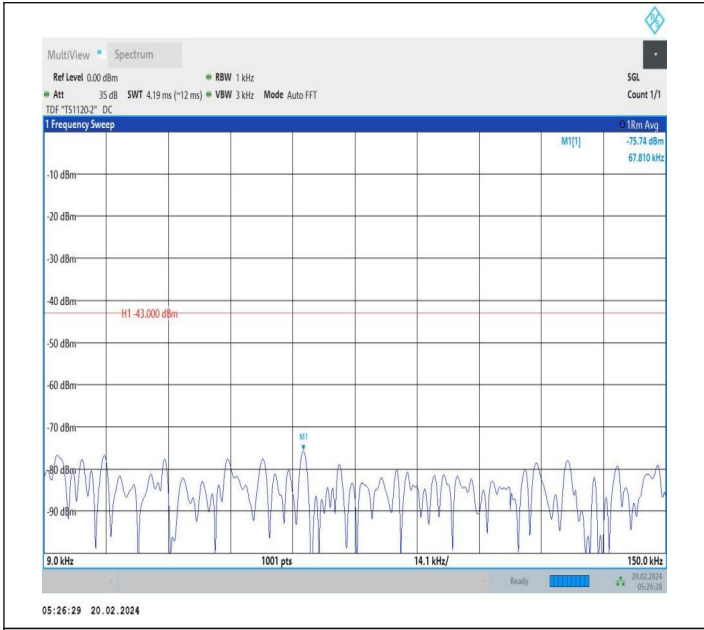 R S
MultiView Spectrum
Ref Level 0.00 dBm RBW 1 kHz SGL
Att 35 dB SWT 4.19 ms (~12 ms) VBW 3 kHz Mode Auto FFT Count 1/1
TDF "TS1120-2" DC
1 Frequency Sweep 1Rm Avg
M1[1] -75.74 dBm
67.810 kHz
-10 dBm
-20 dBm
-30 dBm
-40 dBm
H1 -43.000 dBm
-50 dBm
-60 dBm
-70 dBm
M1
-80 dBm
-90 dBm
9.0 kHz 1001 pts 14.1 kHz/ 150.0 kHz
Ready 20.02.2024
05:26:28
05:26:29 20.02.2024